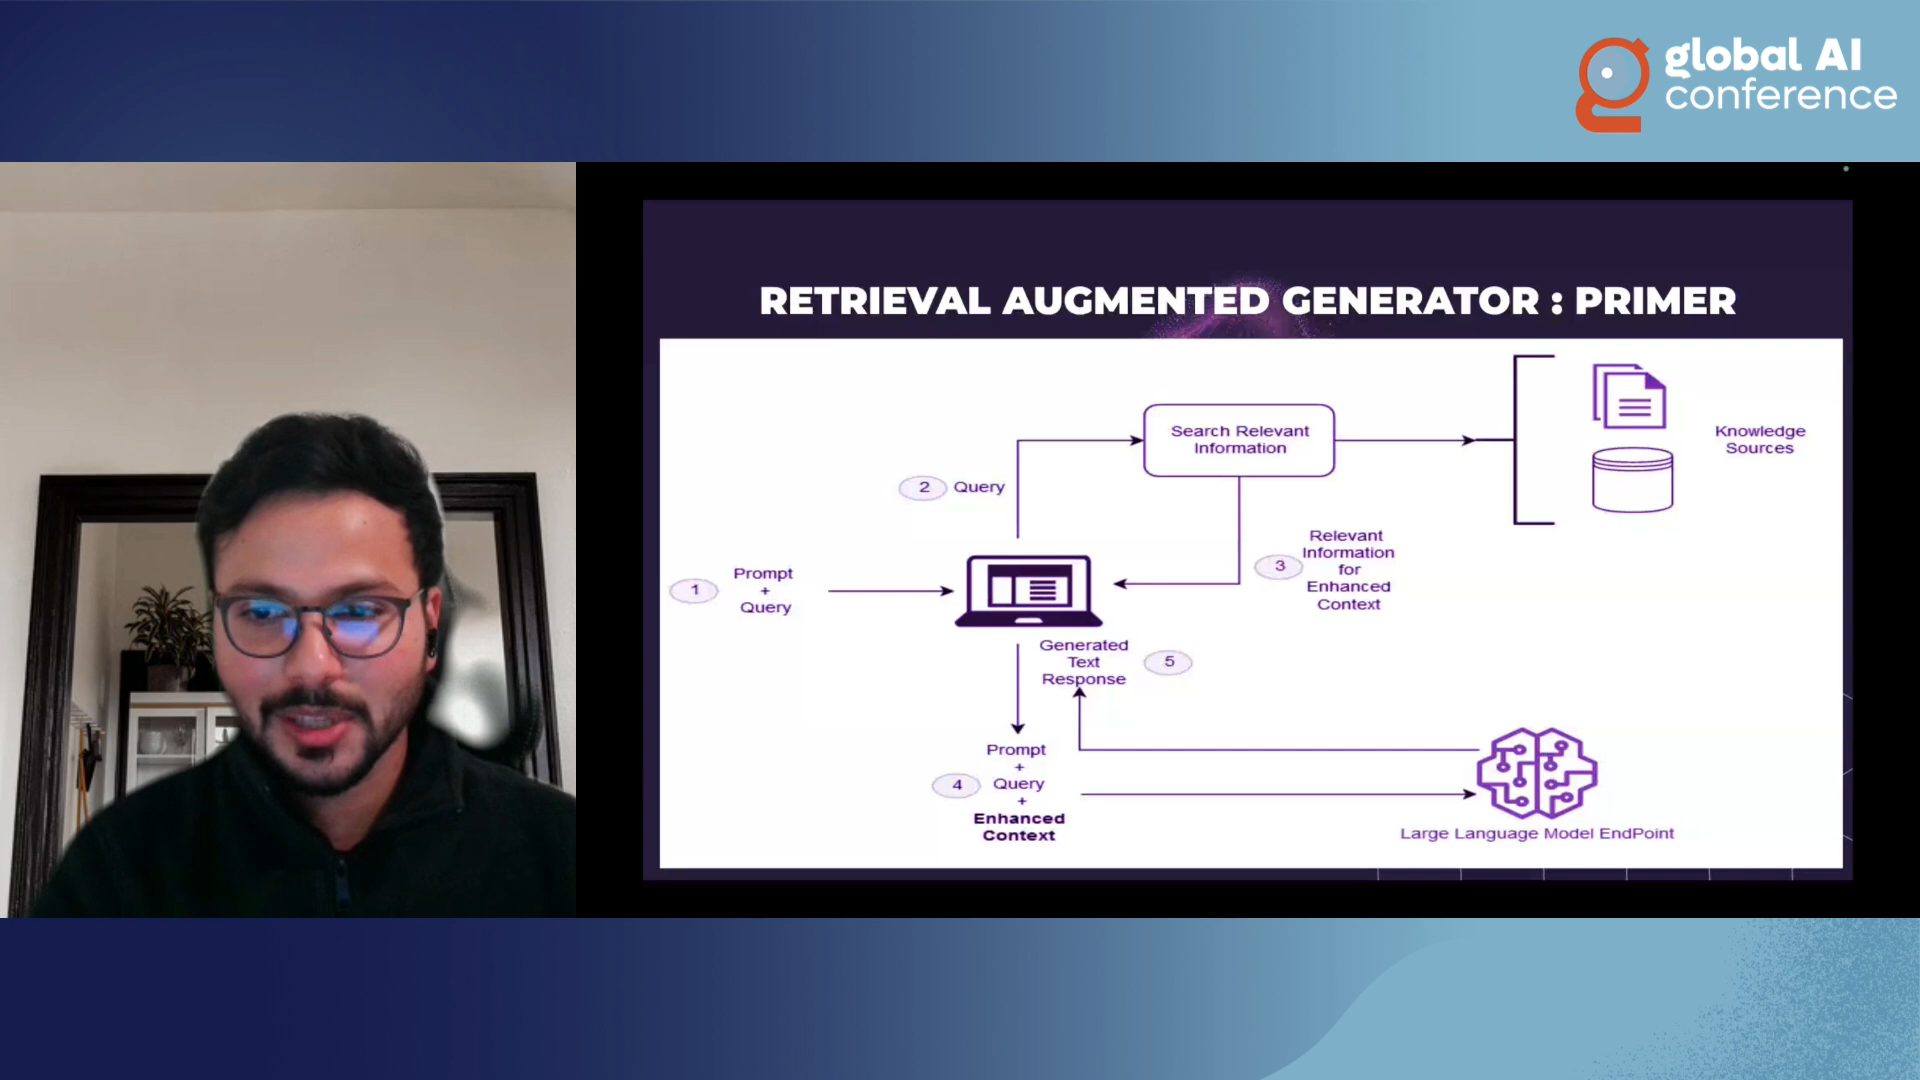 global AI
conference
RETRIEVAL AUGMENTED GENERATOR : PRIMER
Search Relevant
Information
Knowledge
Sources
2 Query
Relevant
Information
for
Enhanced
Context
3
1
Prompt
+
Query
Generated
Text
Response
5
4
Prompt
+
Query
+
Enhanced
Context
Large Language Model EndPoint